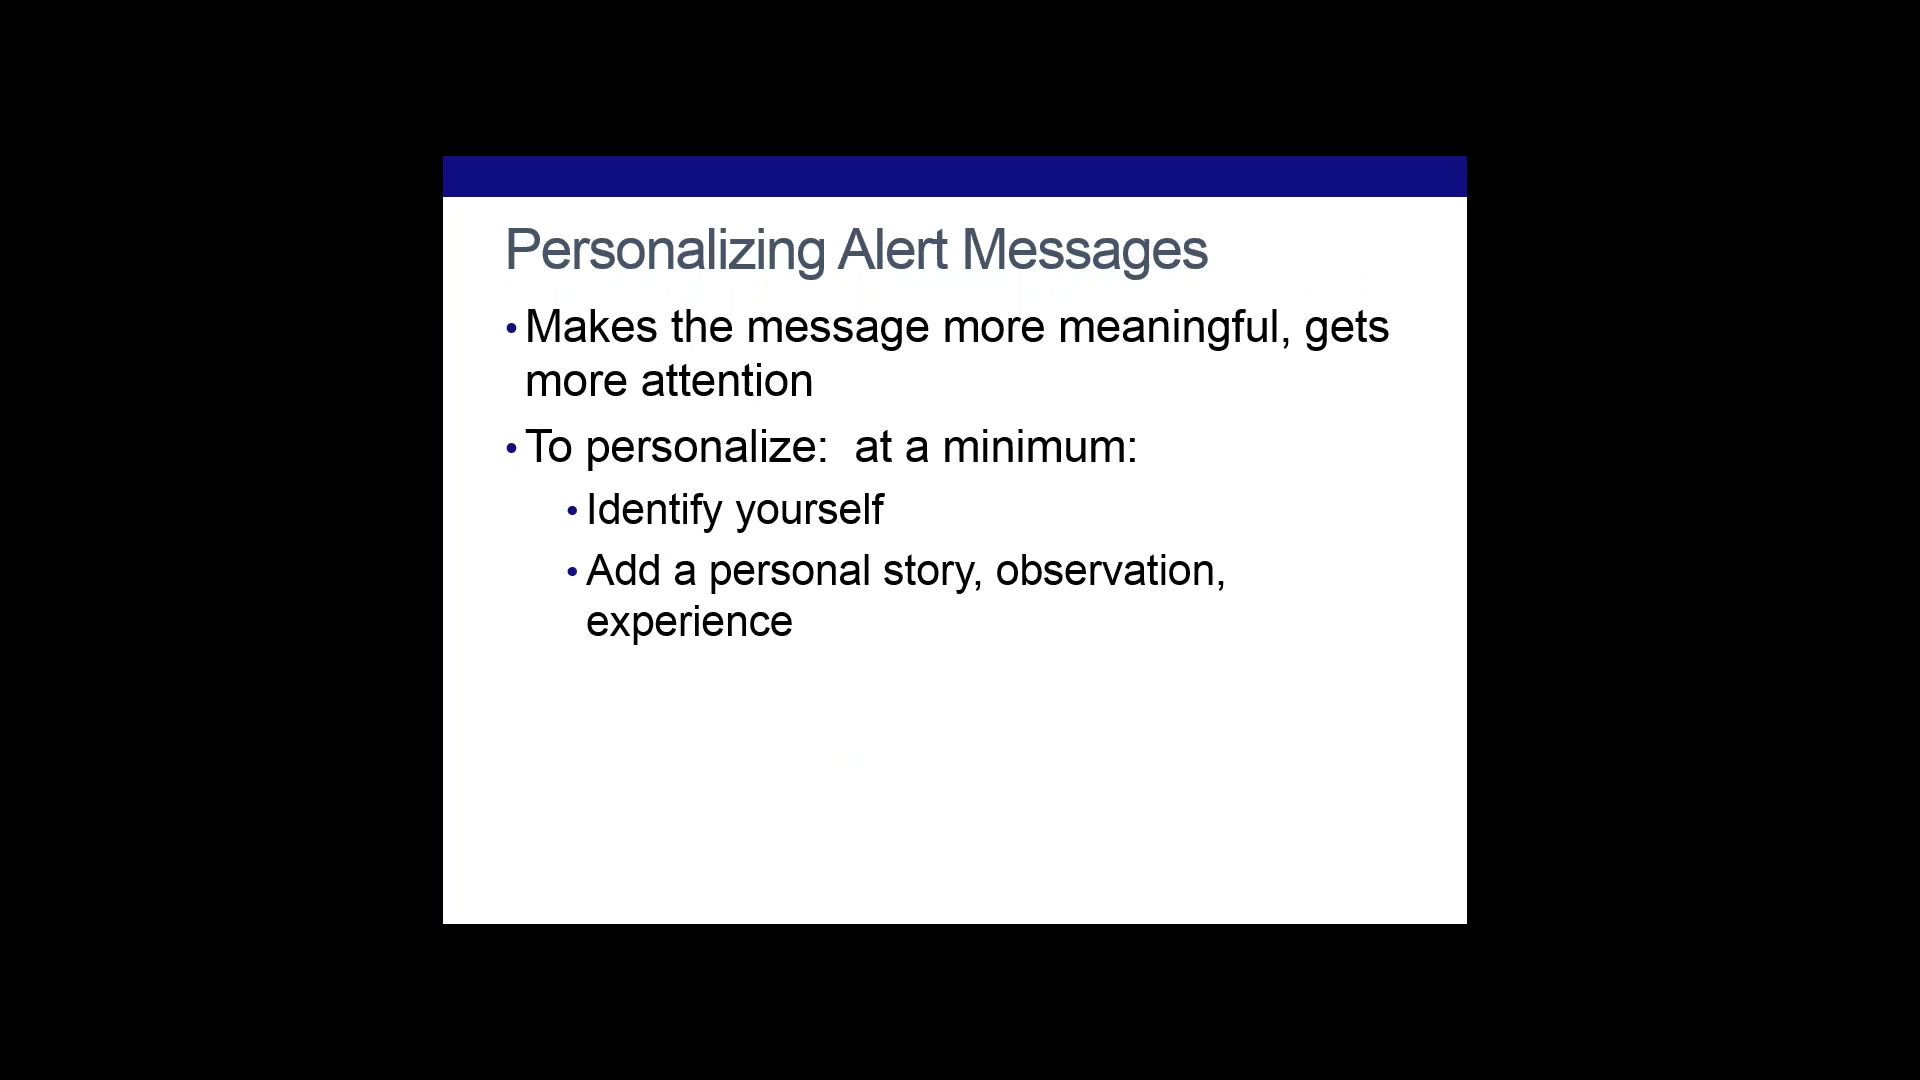 Personalizing Alert Messages
• Makes the message more meaningful, gets
more attention
• To personalize:  at a minimum:
• Identify yourself
• Add a personal story, observation,
experience